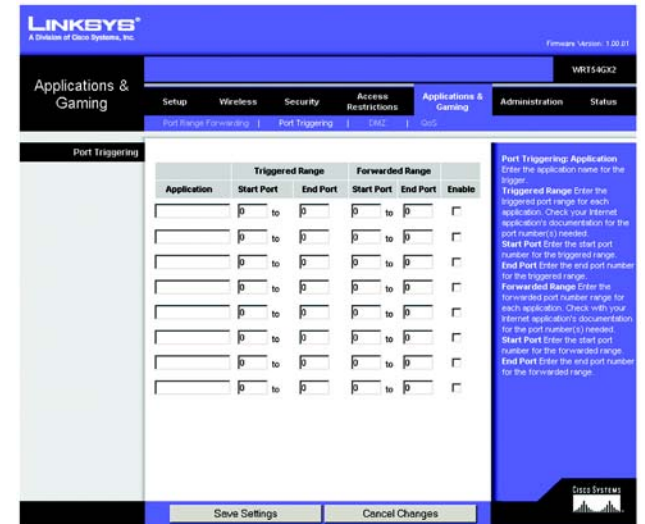 LINKSYS®
A Division of Cisco Systems, Inc.
Firmware Version: 1.00.01
WRT54GX2
Applications &
Gaming
Setup Wireless Security Access Restrictions Applications & Gaming Administration Status
Port Range Forwarding | Port Triggering | DMZ | QoS
Port Triggering
Triggered Range Forwarded Range
Application Start Port End Port Start Port End Port Enable
0 to 0 0 to 0
0 to 0 0 to 0
0 to 0 0 to 0
0 to 0 0 to 0
0 to 0 0 to 0
0 to 0 0 to 0
0 to 0 0 to 0
0 to 0 0 to 0
Port Triggering: Application
Enter the application name for the
trigger.
Triggered Range Enter the
triggered port range for each
application. Check your Internet
application's documentation for the
port number(s) needed.
Start Port Enter the start port
number for the triggered range.
End Port Enter the end port number
for the triggered range.
Forwarded Range Enter the
forwarded port number range for
each application. Check with your
Internet application's documentation
for the port number(s) needed.
Start Port Enter the start port
number for the forwarded range.
End Port Enter the end port number
for the forwarded range.
Save Settings Cancel Changes
CISCO SYSTEMS